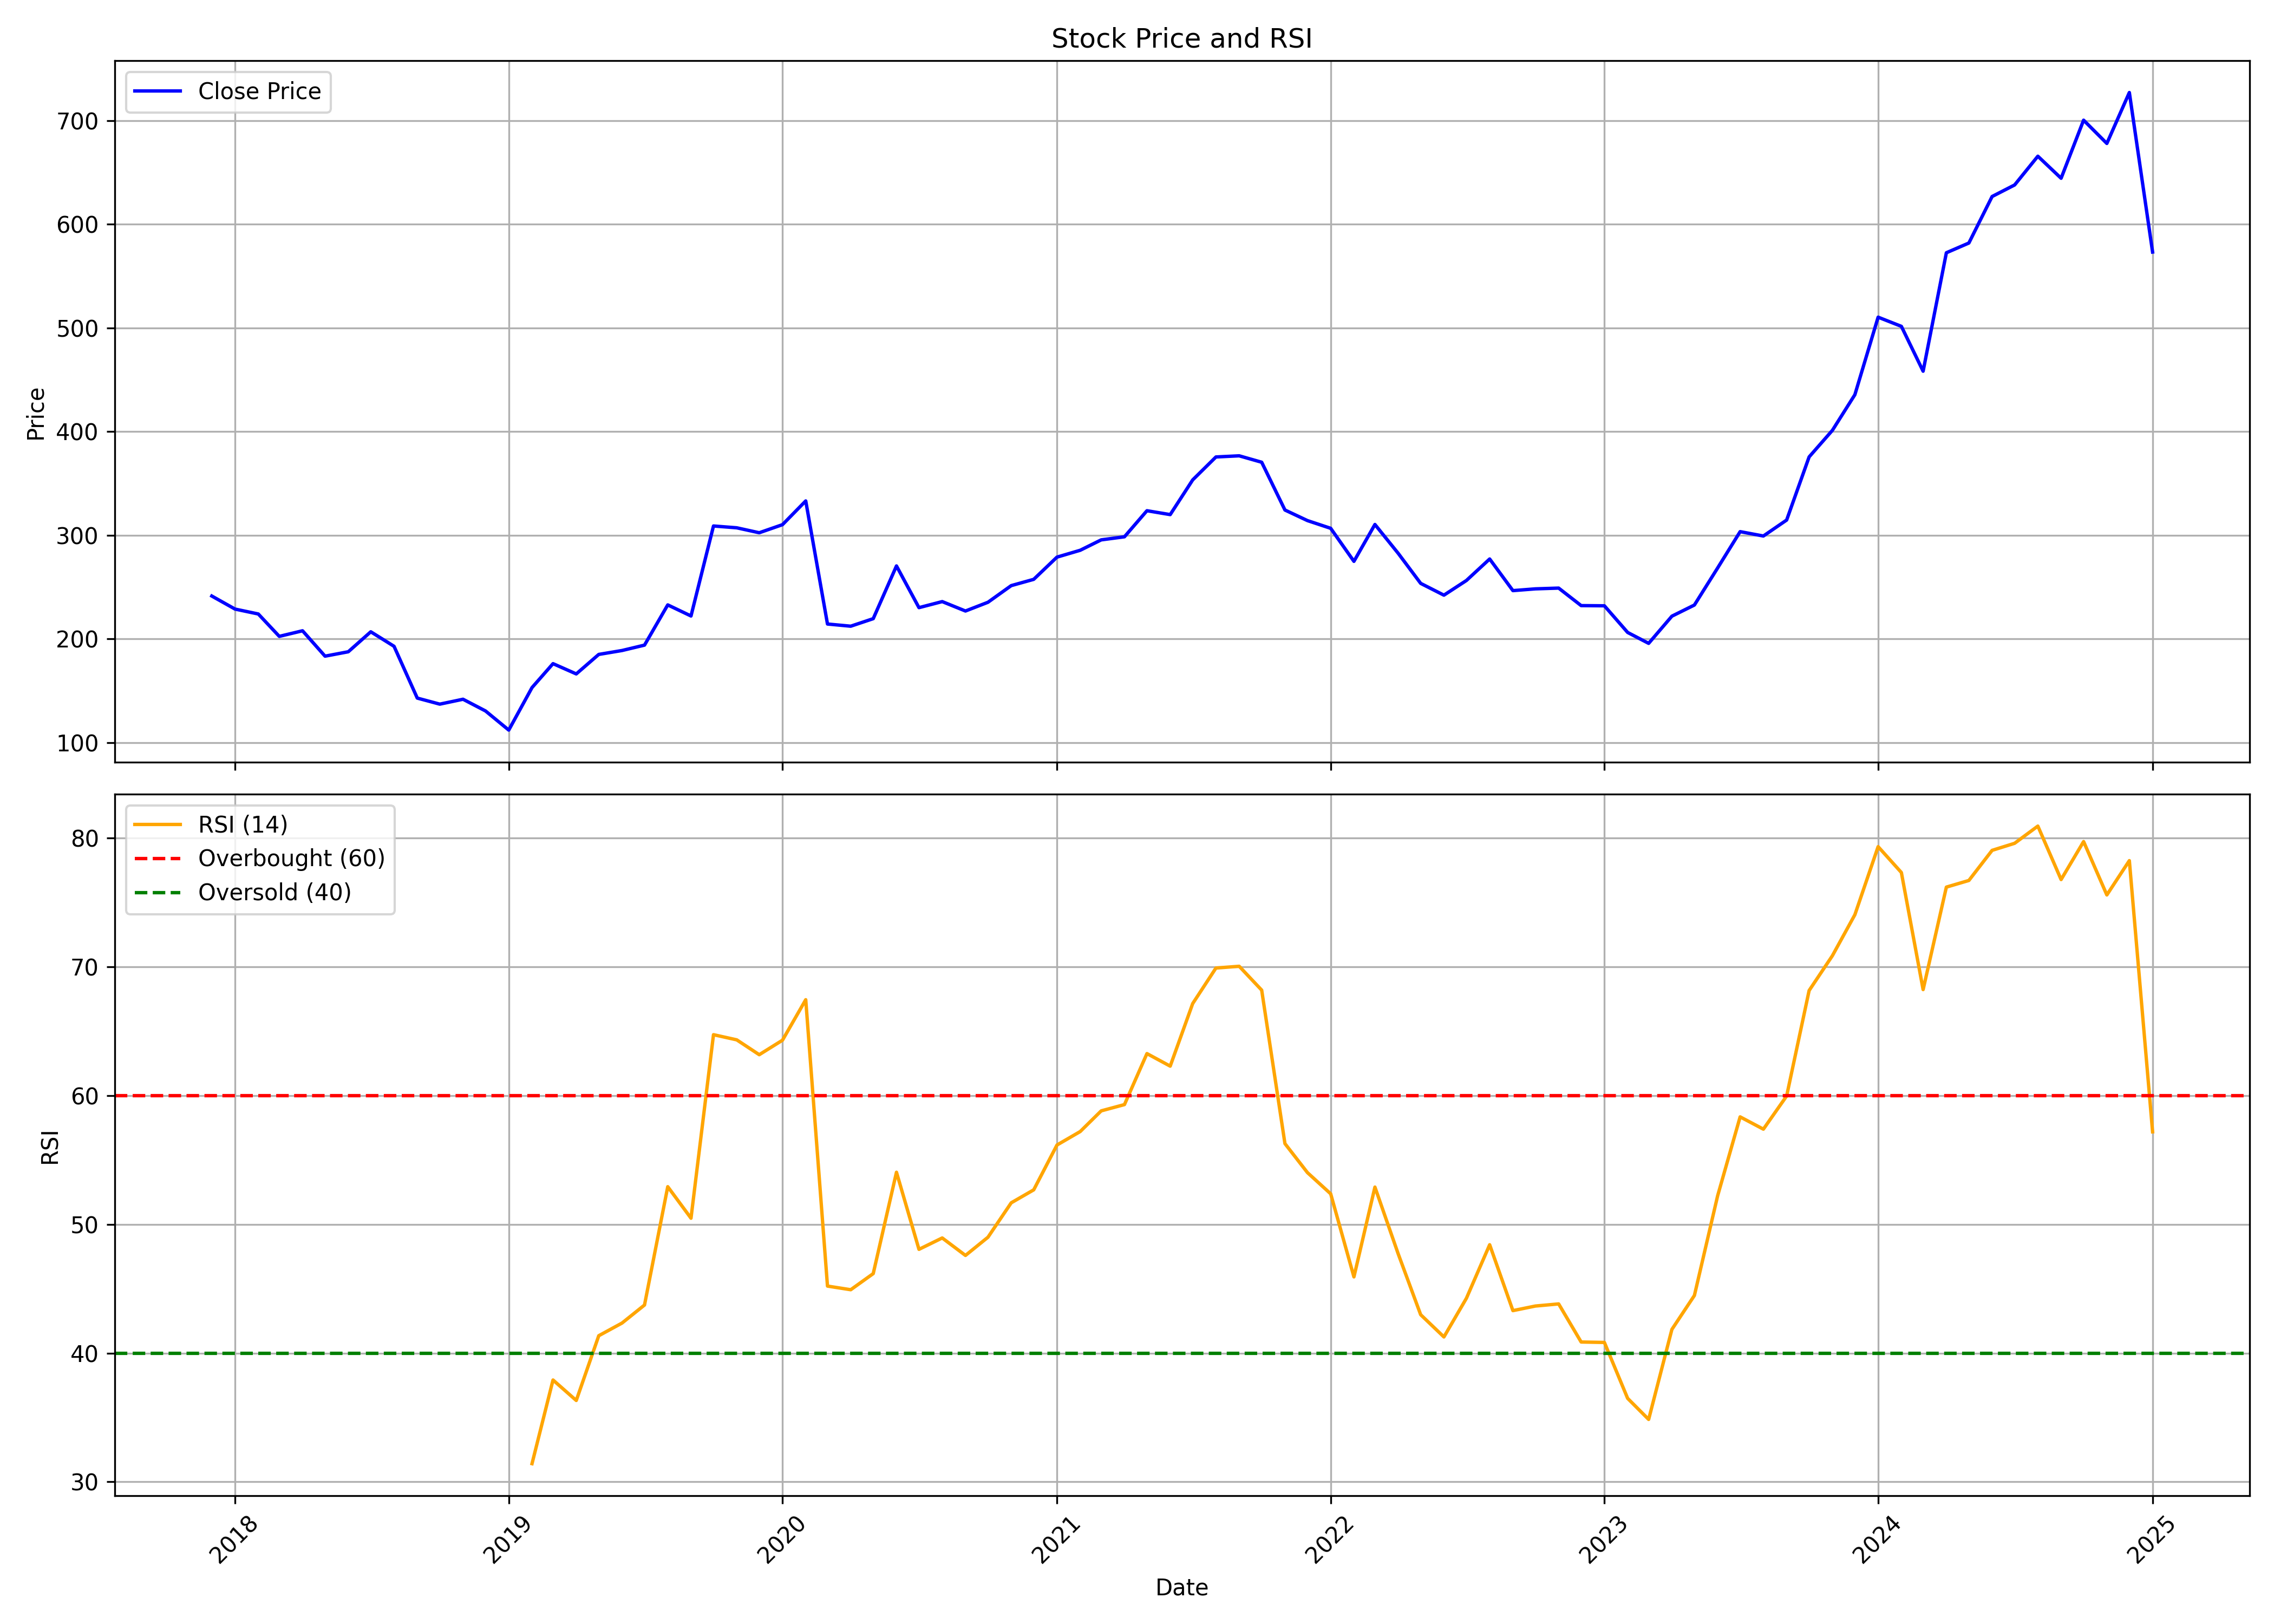 Stock Price and RSI
Close Price
700
600
500
400
300
200
100
Price
RSI (14)
Overbought (60)
Oversold (40)
80
70
60
50
40
30
RSI
2018
2019
2020
2021
2022
2023
2024
2025
Date